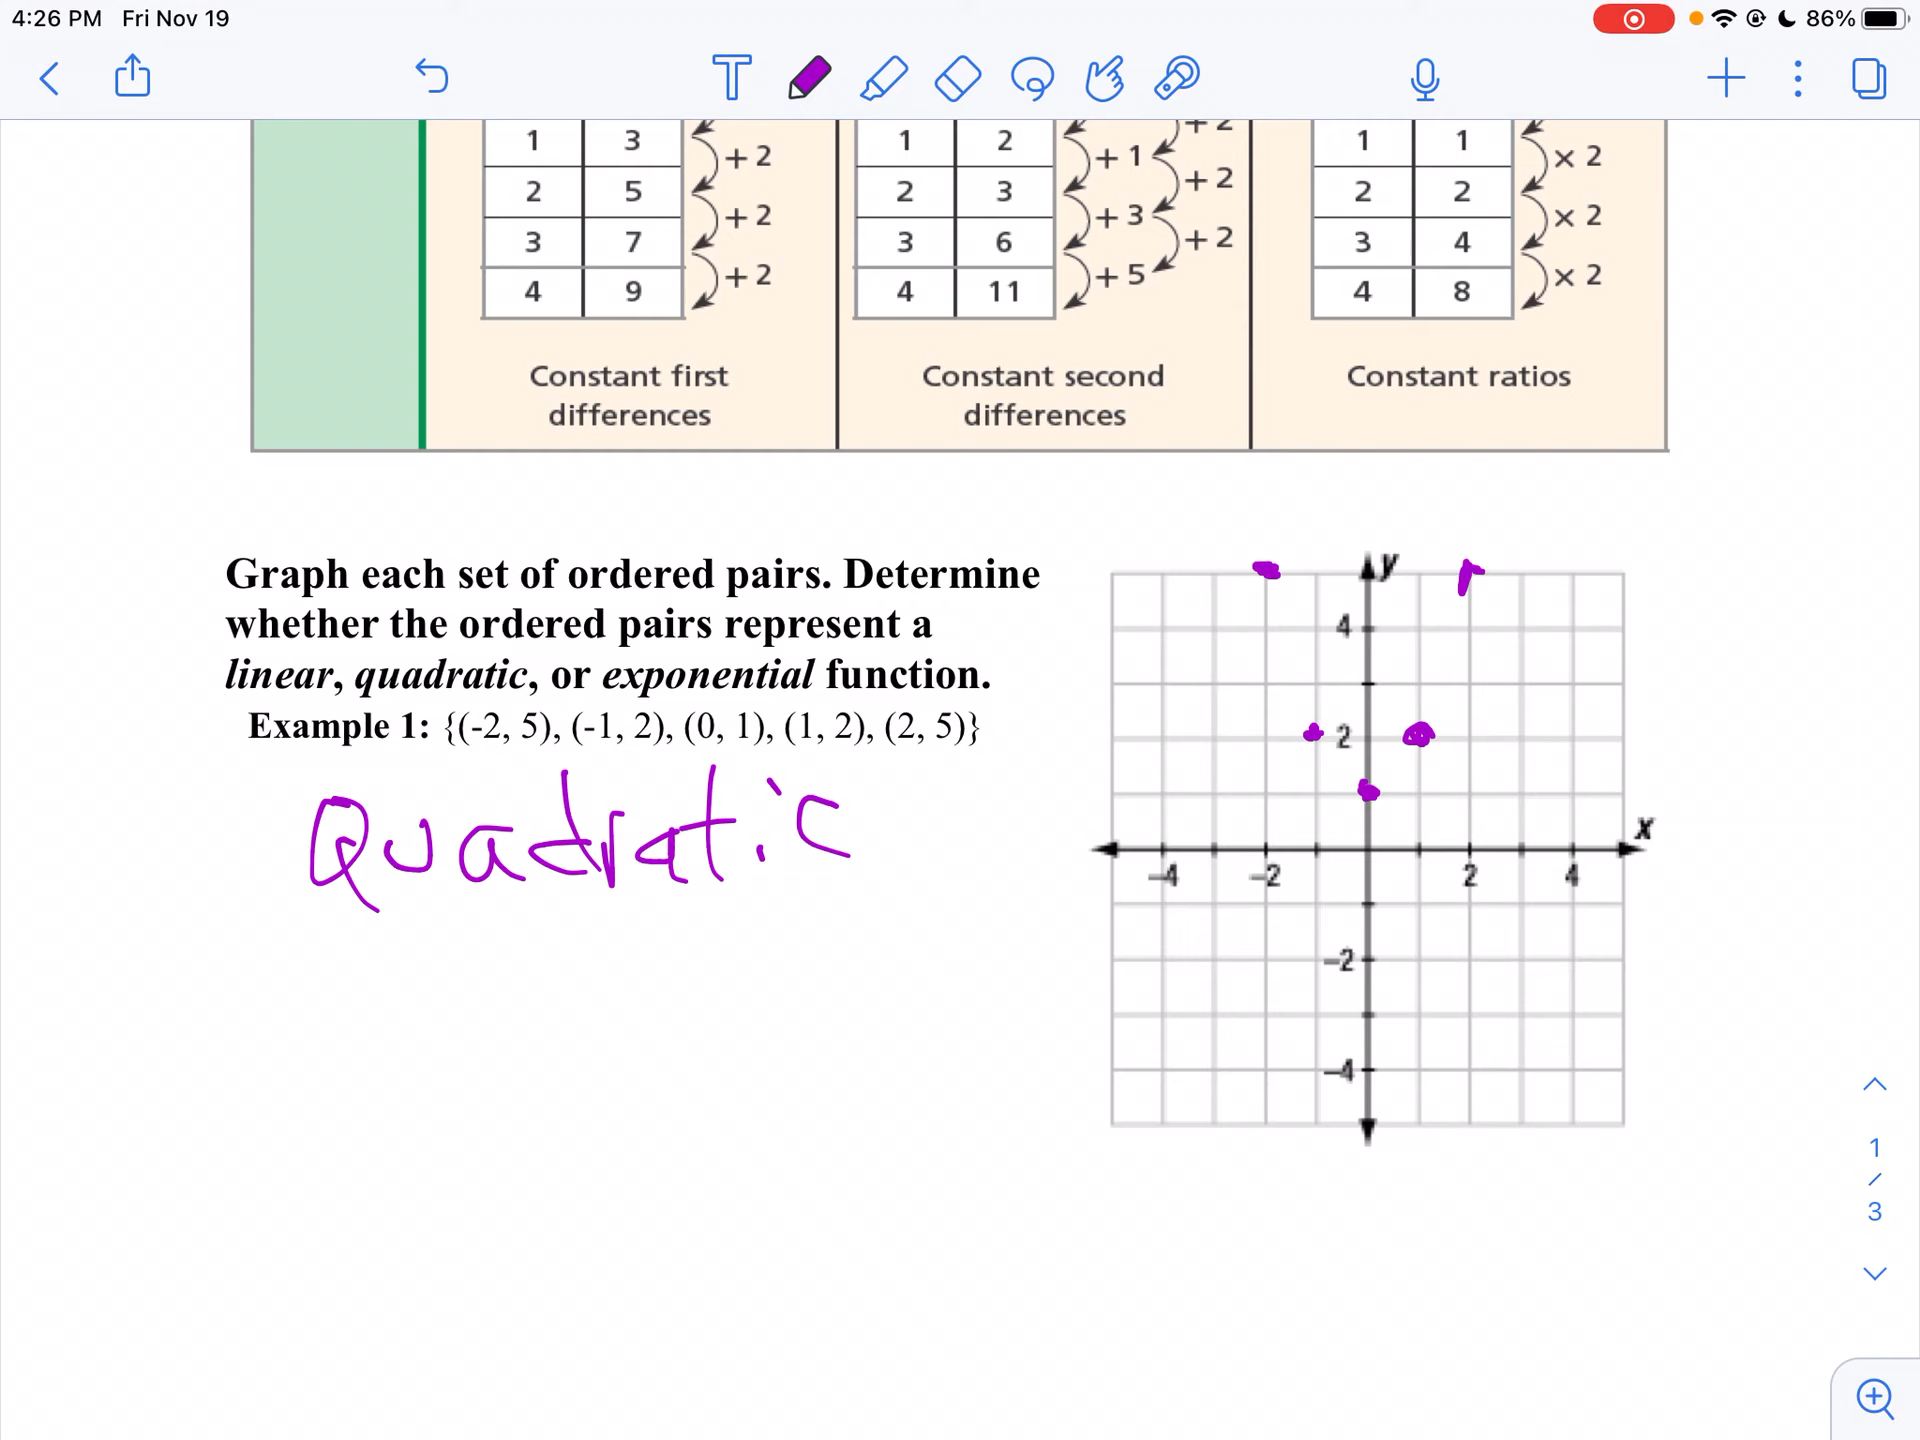 4:26 PM Fri Nov 19
86%
T
1 3 + 2
2 5 + 2
3 7 + 2
4 9
1 2 + 1 + 2
2 3 + 3 + 2
3 6 + 5 + 2
4 11
1 1 × 2
2 2 × 2
3 4 × 2
4 8
Constant first
differences
Constant second
differences
Constant ratios
Graph each set of ordered pairs. Determine
whether the ordered pairs represent a
linear, quadratic, or exponential function.
Example 1: {(-2, 5), (-1, 2), (0, 1), (1, 2), (2, 5)}
Quadratic
y
4
2
x
-4 -2 2 4
-2
-4
1
/
3